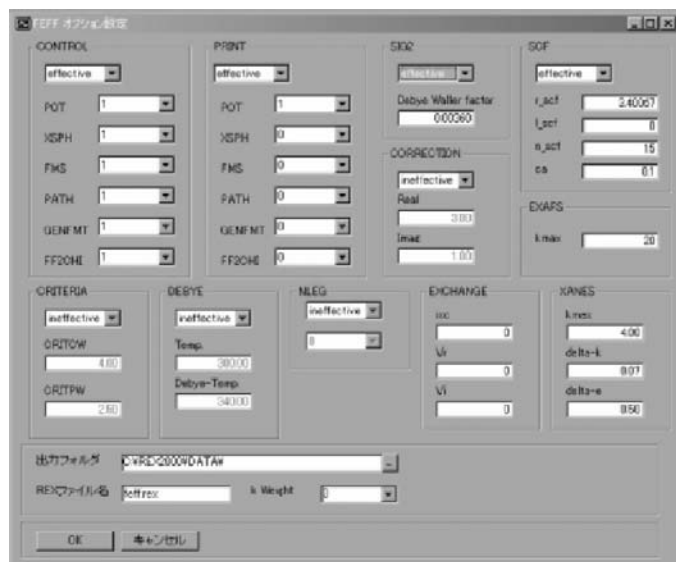 FEFF オプション設定
CONTROL
effective
POT 1
XSPH 1
FMS 1
PATH 1
GENFMT 1
FF2CHI 1
PRINT
effective
POT 1
XSPH 0
FMS 0
PATH 0
GENFMT 0
FF2CHI 0
SIG2
effective
Debye Waller factor
0.00360
CORRECTION
ineffective
Real
3.00
Imag
1.00
SCF
effective
r_scf 2.40067
l_scf 0
n_scf 15
ca 0.1
EXAFS
kmax 20
CRITERIA
ineffective
CRITCW
4.00
CRITPW
2.50
DEBYE
ineffective
Temp.
300.00
Debye-Temp.
340.00
NLEG
ineffective
8
EXCHANGE
ixc
0
Vr
0
Vi
0
XANES
kmax
4.00
delta-k
0.07
delta-e
0.50
出力フォルダ C:¥REX2000¥DATA¥ ...
REXファイル名 feff.rex k Weight
OK キャンセル